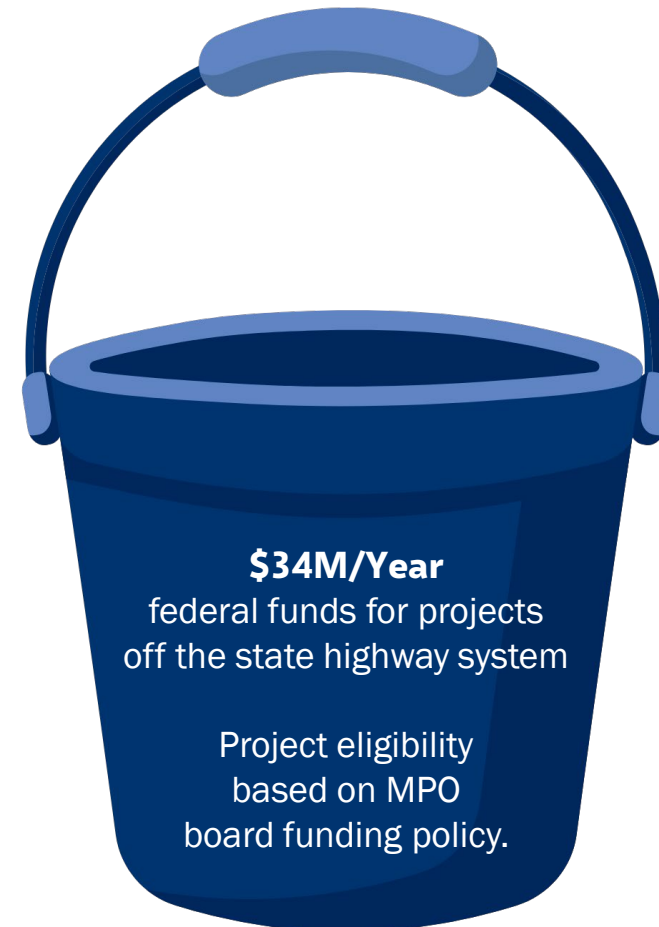 $34M/Year
federal funds for projects
off the state highway system
Project eligibility
based on MPO
board funding policy.